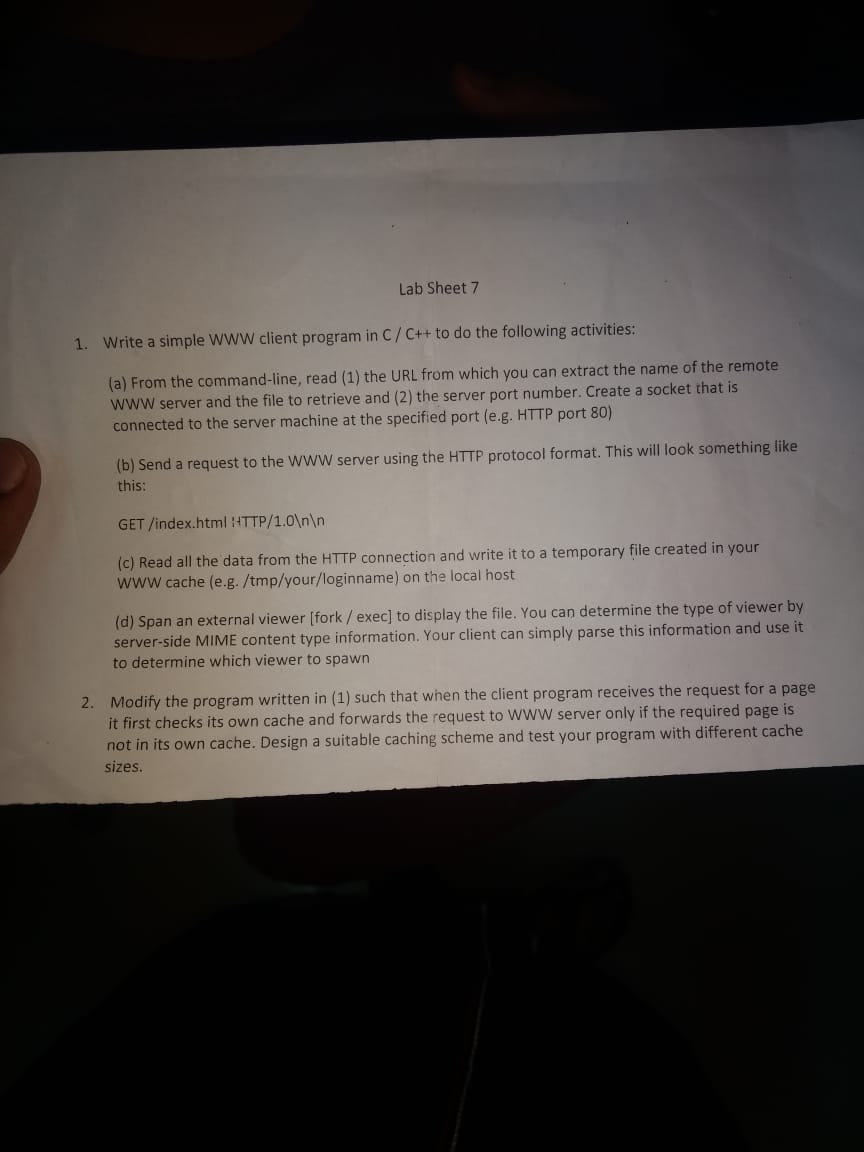 Lab Sheet 7
1. Write a simple WWW client program in C / C++ to do the following activities:
(a) From the command-line, read (1) the URL from which you can extract the name of the remote
WWW server and the file to retrieve and (2) the server port number. Create a socket that is
connected to the server machine at the specified port (e.g. HTTP port 80)
(b) Send a request to the WWW server using the HTTP protocol format. This will look something like
this:
GET /index.html HTTP/1.0\n\n
(c) Read all the data from the HTTP connection and write it to a temporary file created in your
WWW cache (e.g. /tmp/your/loginname) on the local host
(d) Span an external viewer [fork / exec] to display the file. You can determine the type of viewer by
server-side MIME content type information. Your client can simply parse this information and use it
to determine which viewer to spawn
2. Modify the program written in (1) such that when the client program receives the request for a page
it first checks its own cache and forwards the request to WWW server only if the required page is
not in its own cache. Design a suitable caching scheme and test your program with different cache
sizes.